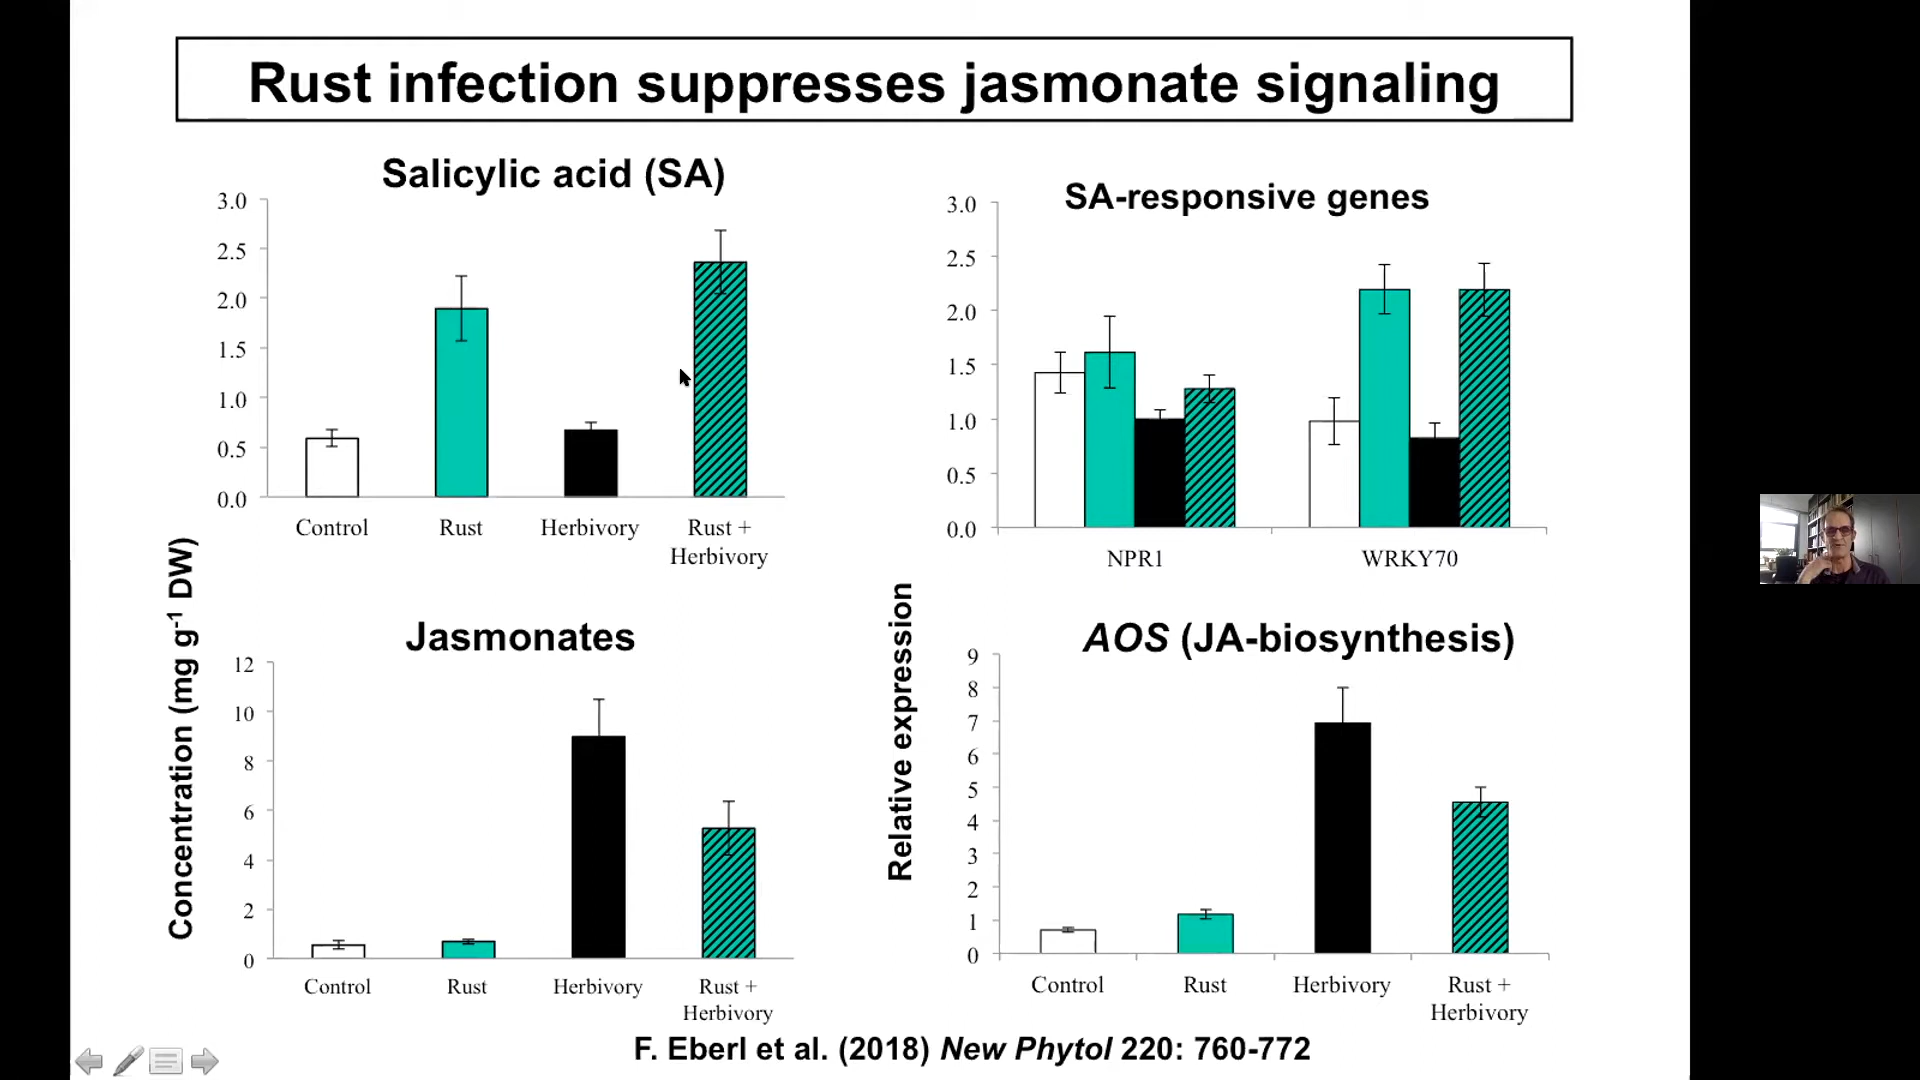 Rust infection suppresses jasmonate signaling
Salicylic acid (SA)
3.0
2.5
2.0
1.5
1.0
0.5
0.0
Control
Rust
Herbivory
Rust +
Herbivory
SA-responsive genes
3.0
2.5
2.0
1.5
1.0
0.5
0.0
NPR1
WRKY70
Concentration (mg g-1 DW)
Jasmonates
12
10
8
6
4
2
0
Control
Rust
Herbivory
Rust +
Herbivory
Relative expression
AOS (JA-biosynthesis)
9
8
7
6
5
4
3
2
1
0
Control
Rust
Herbivory
Rust +
Herbivory
F. Eberl et al. (2018) New Phytol 220: 760-772